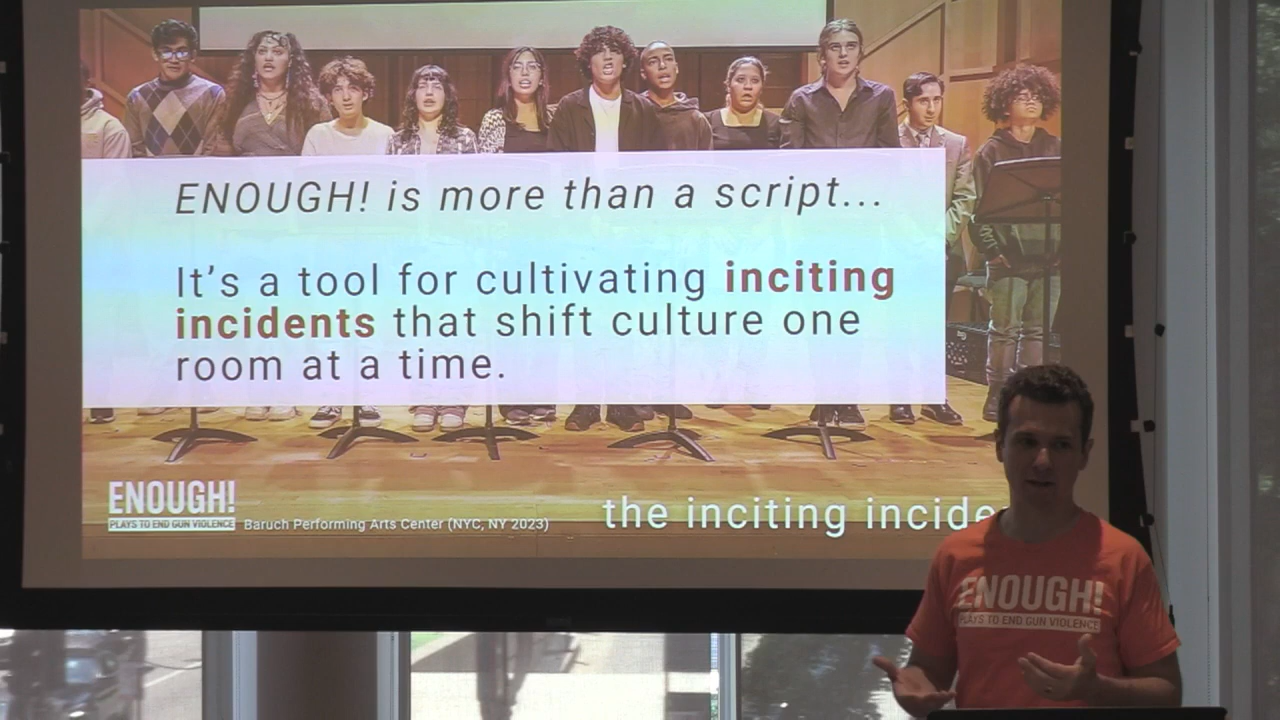 ENOUGH! is more than a script...
It's a tool for cultivating inciting
incidents that shift culture one
room at a time.
ENOUGH!
PLAYS TO END GUN VIOLENCE
Baruch Performing Arts Center (NYC, NY 2023)
the inciting incide
ENOUGH!
PLAYS TO END GUN VIOLENCE